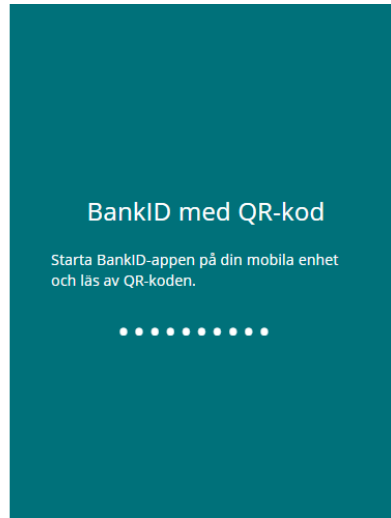 BankID med QR-kod
Starta BankID-appen på din mobila enhet
och läs av QR-koden.